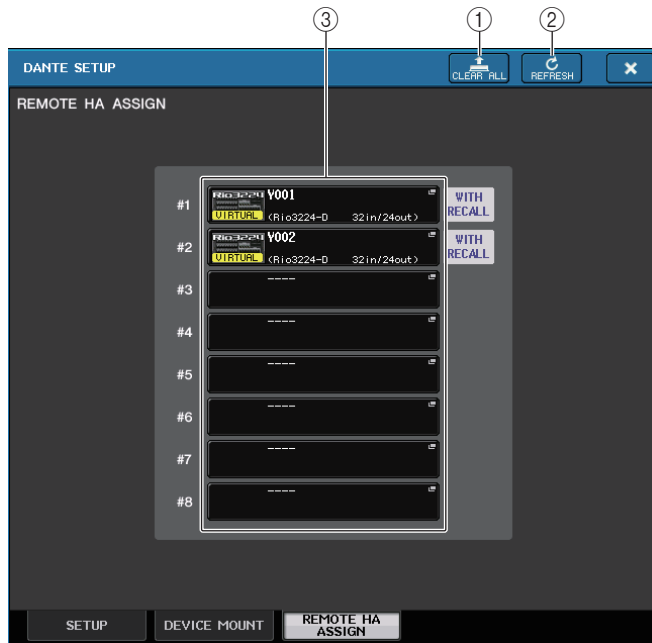 ③ ① ②
DANTE SETUP
CLEAR ALL
REFRESH
REMOTE HA ASSIGN
#1
Rio3224
VIRTUAL
Y001
(Rio3224-D 32in/24out)
WITH
RECALL
#2
Rio3224
VIRTUAL
Y002
(Rio3224-D 32in/24out)
WITH
RECALL
#3 ----
#4 ----
#5 ----
#6 ----
#7 ----
#8 ----
SETUP
DEVICE MOUNT
REMOTE HA
ASSIGN